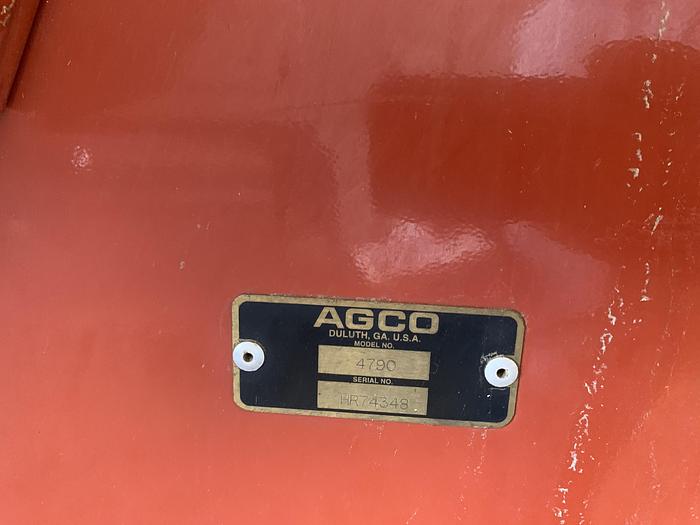 AGCO
DULUTH, GA. U.S.A.
MODEL NO.
4790
SERIAL NO.
HR74348